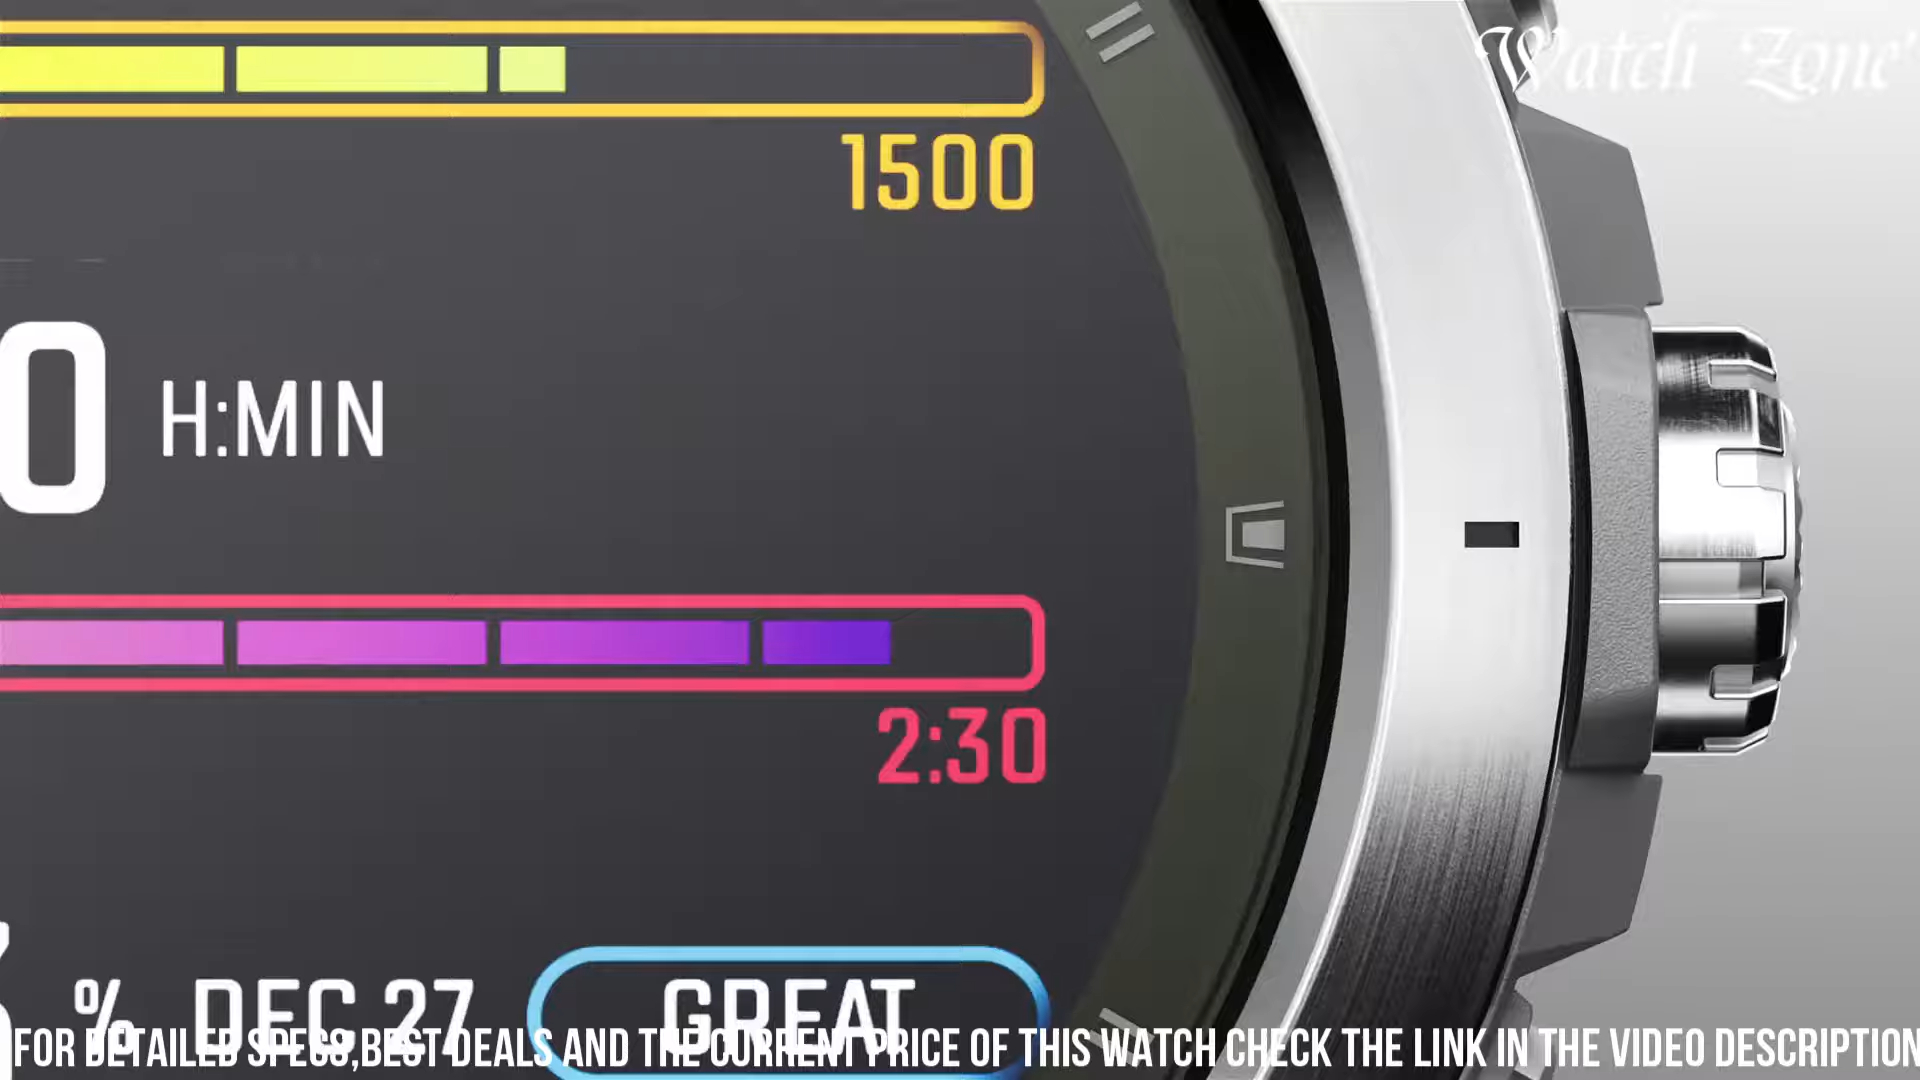 Watch Zone'
1500
0 H:MIN
2:30
% DEC 27 GREAT
FOR DETAILED SPECS,BEST DEALS AND THE CURRENT PRICE OF THIS WATCH CHECK THE LINK IN THE VIDEO DESCRIPTION